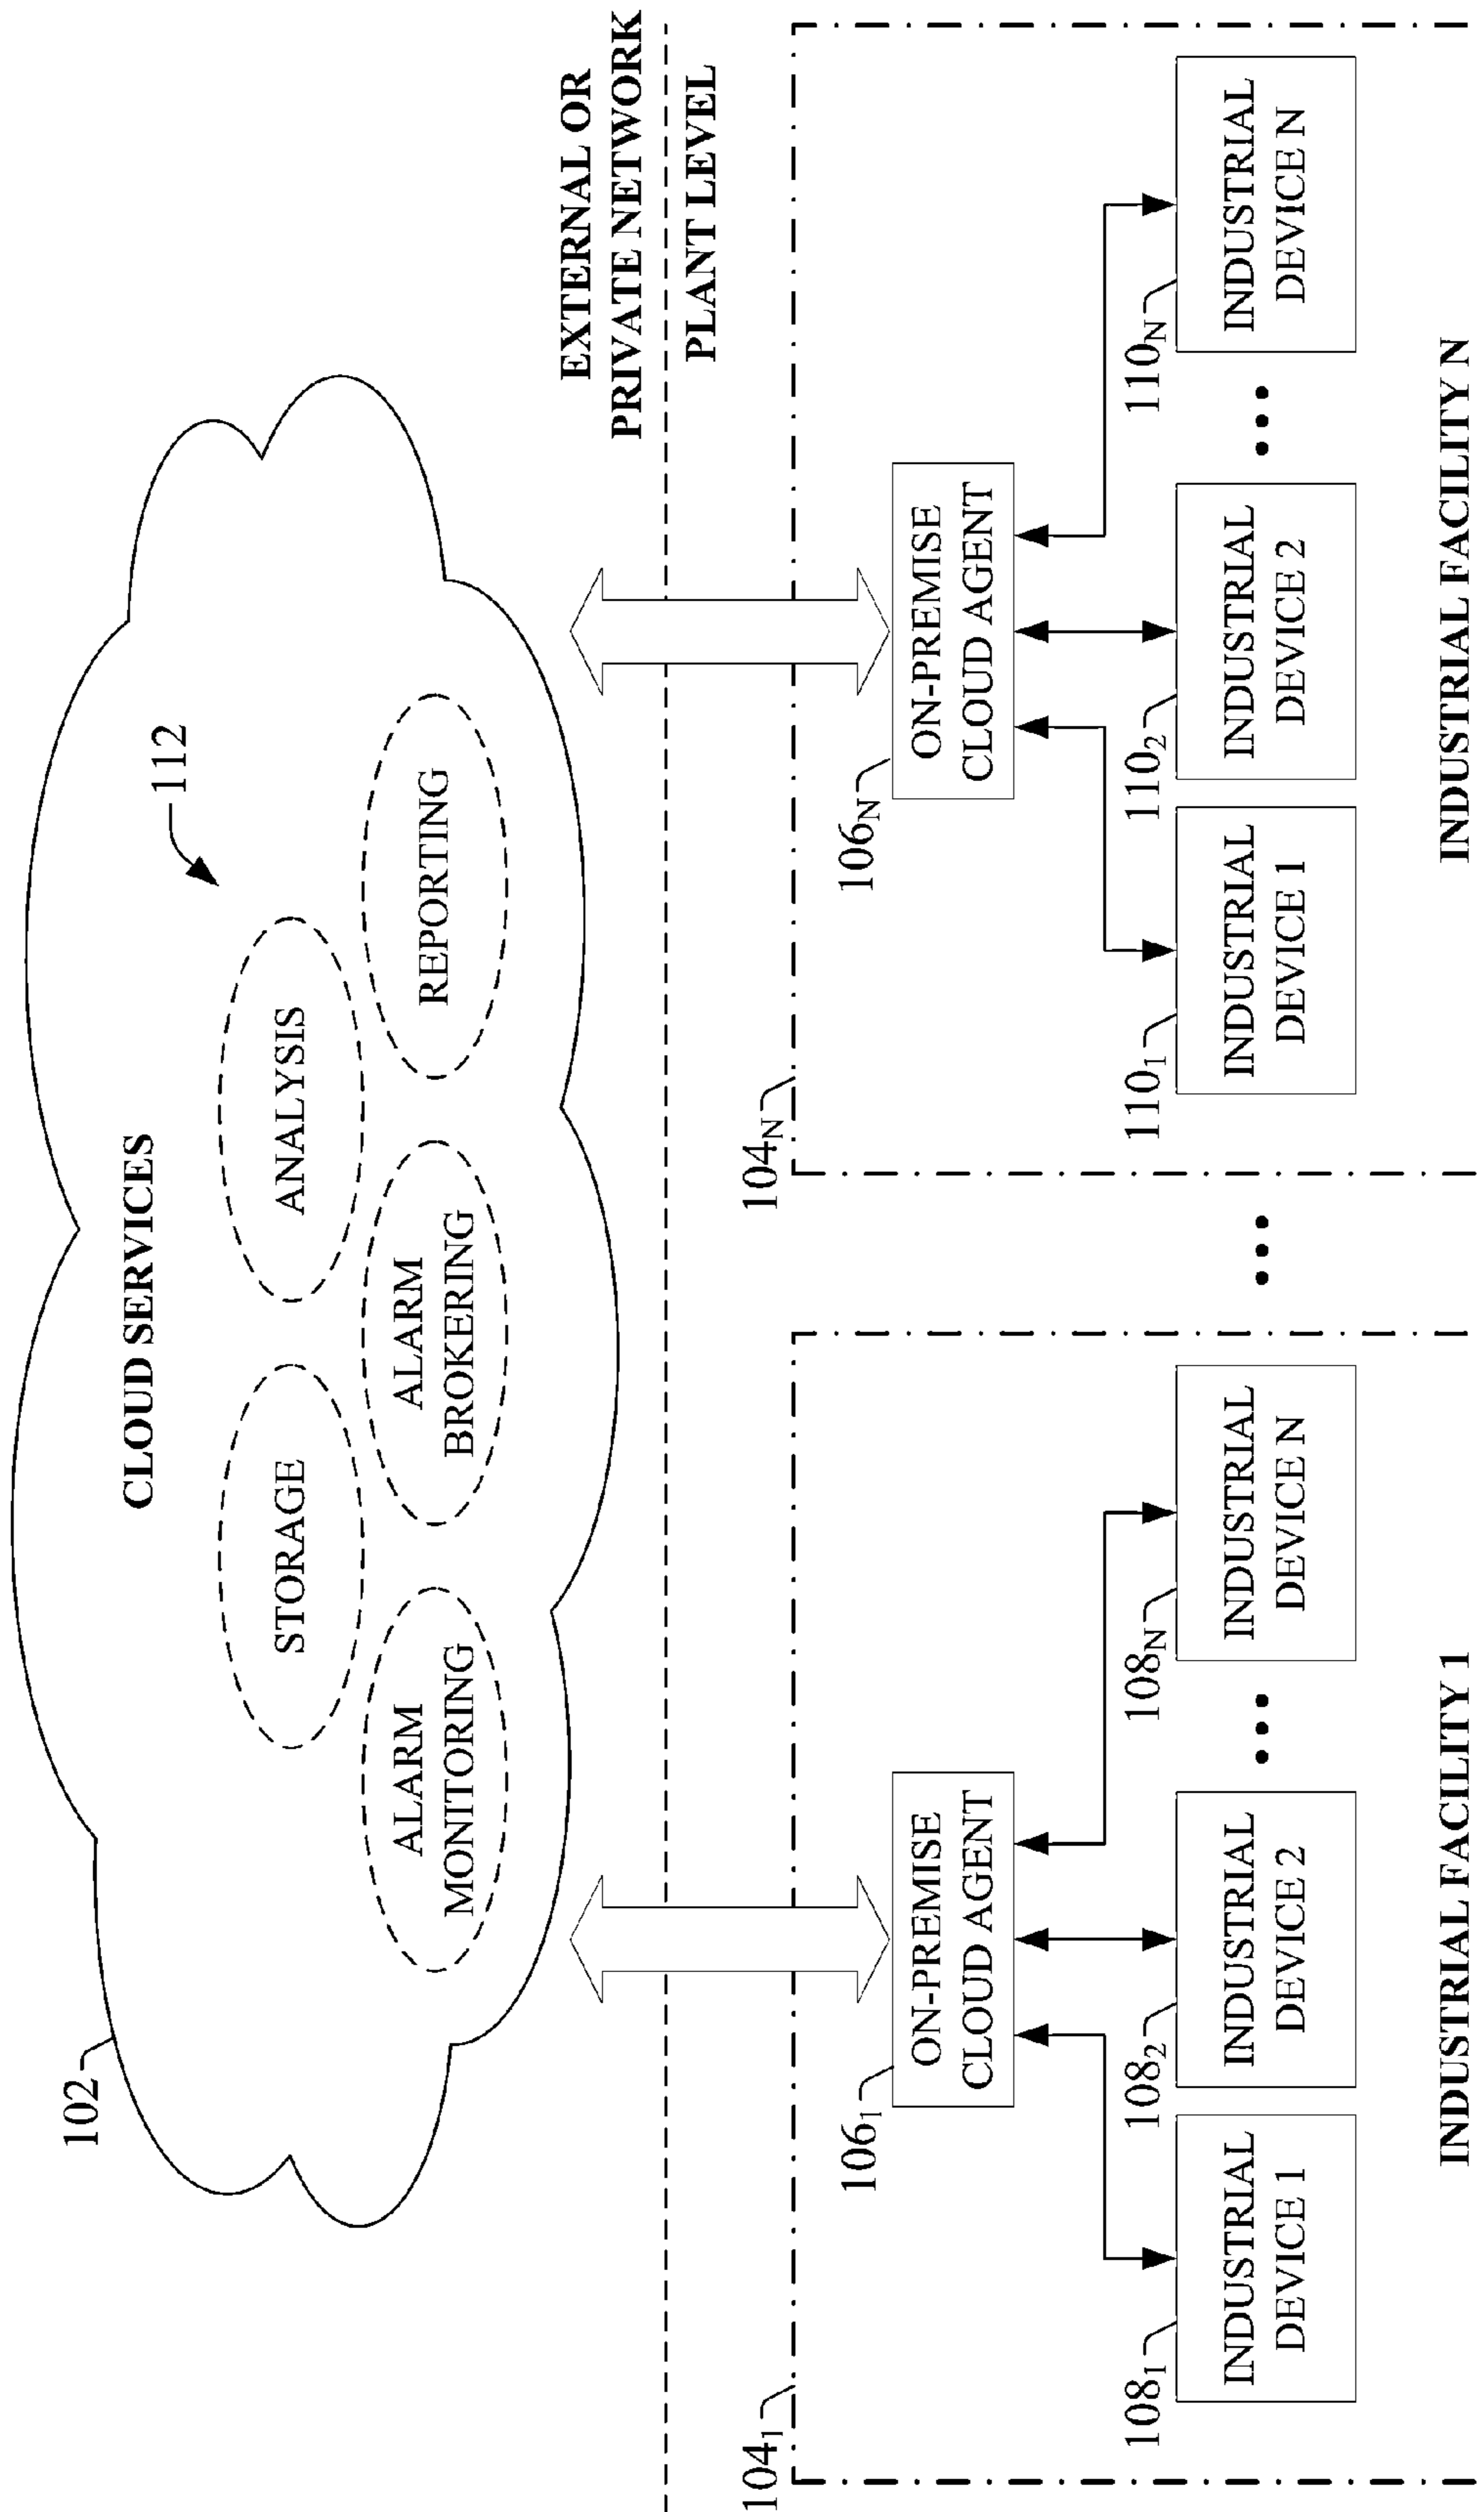 102
CLOUD SERVICES
112
STORAGE
ANALYSIS
ALARM
MONITORING
ALARM
BROKERING
REPORTING
EXTERNAL OR
PRIVATE NETWORK
PLANT LEVEL
104₁
106₁
ON-PREMISE
CLOUD AGENT
108₁
INDUSTRIAL
DEVICE 1
108₂
INDUSTRIAL
DEVICE 2
•••
108N
INDUSTRIAL
DEVICE N
INDUSTRIAL FACILITY 1
•••
104N
106N
ON-PREMISE
CLOUD AGENT
110₁
INDUSTRIAL
DEVICE 1
110₂
INDUSTRIAL
DEVICE 2
•••
110N
INDUSTRIAL
DEVICE N
INDUSTRIAL FACILITY N